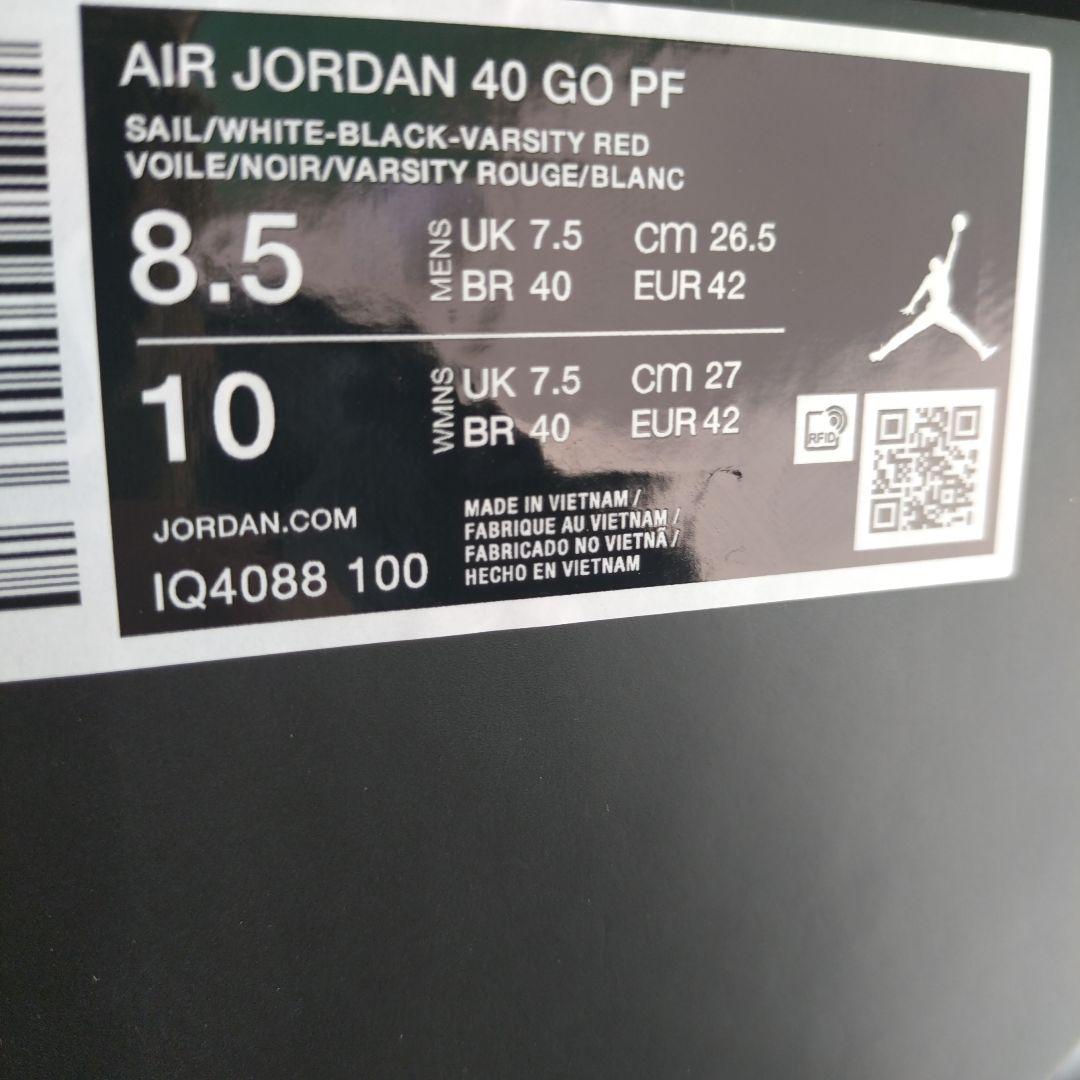 AIR JORDAN 40 GO PF
SAIL/WHITE-BLACK-VARSITY RED
VOILE/NOIR/VARSITY ROUGE/BLANC
8.5 MENS UK 7.5 cm 26.5
BR 40 EUR 42
10 WMNS UK 7.5 cm 27
BR 40 EUR 42
RFID
JORDAN.COM
IQ4088 100
MADE IN VIETNAM /
FABRIQUE AU VIETNAM /
FABRICADO NO VIETNÃ /
HECHO EN VIETNAM